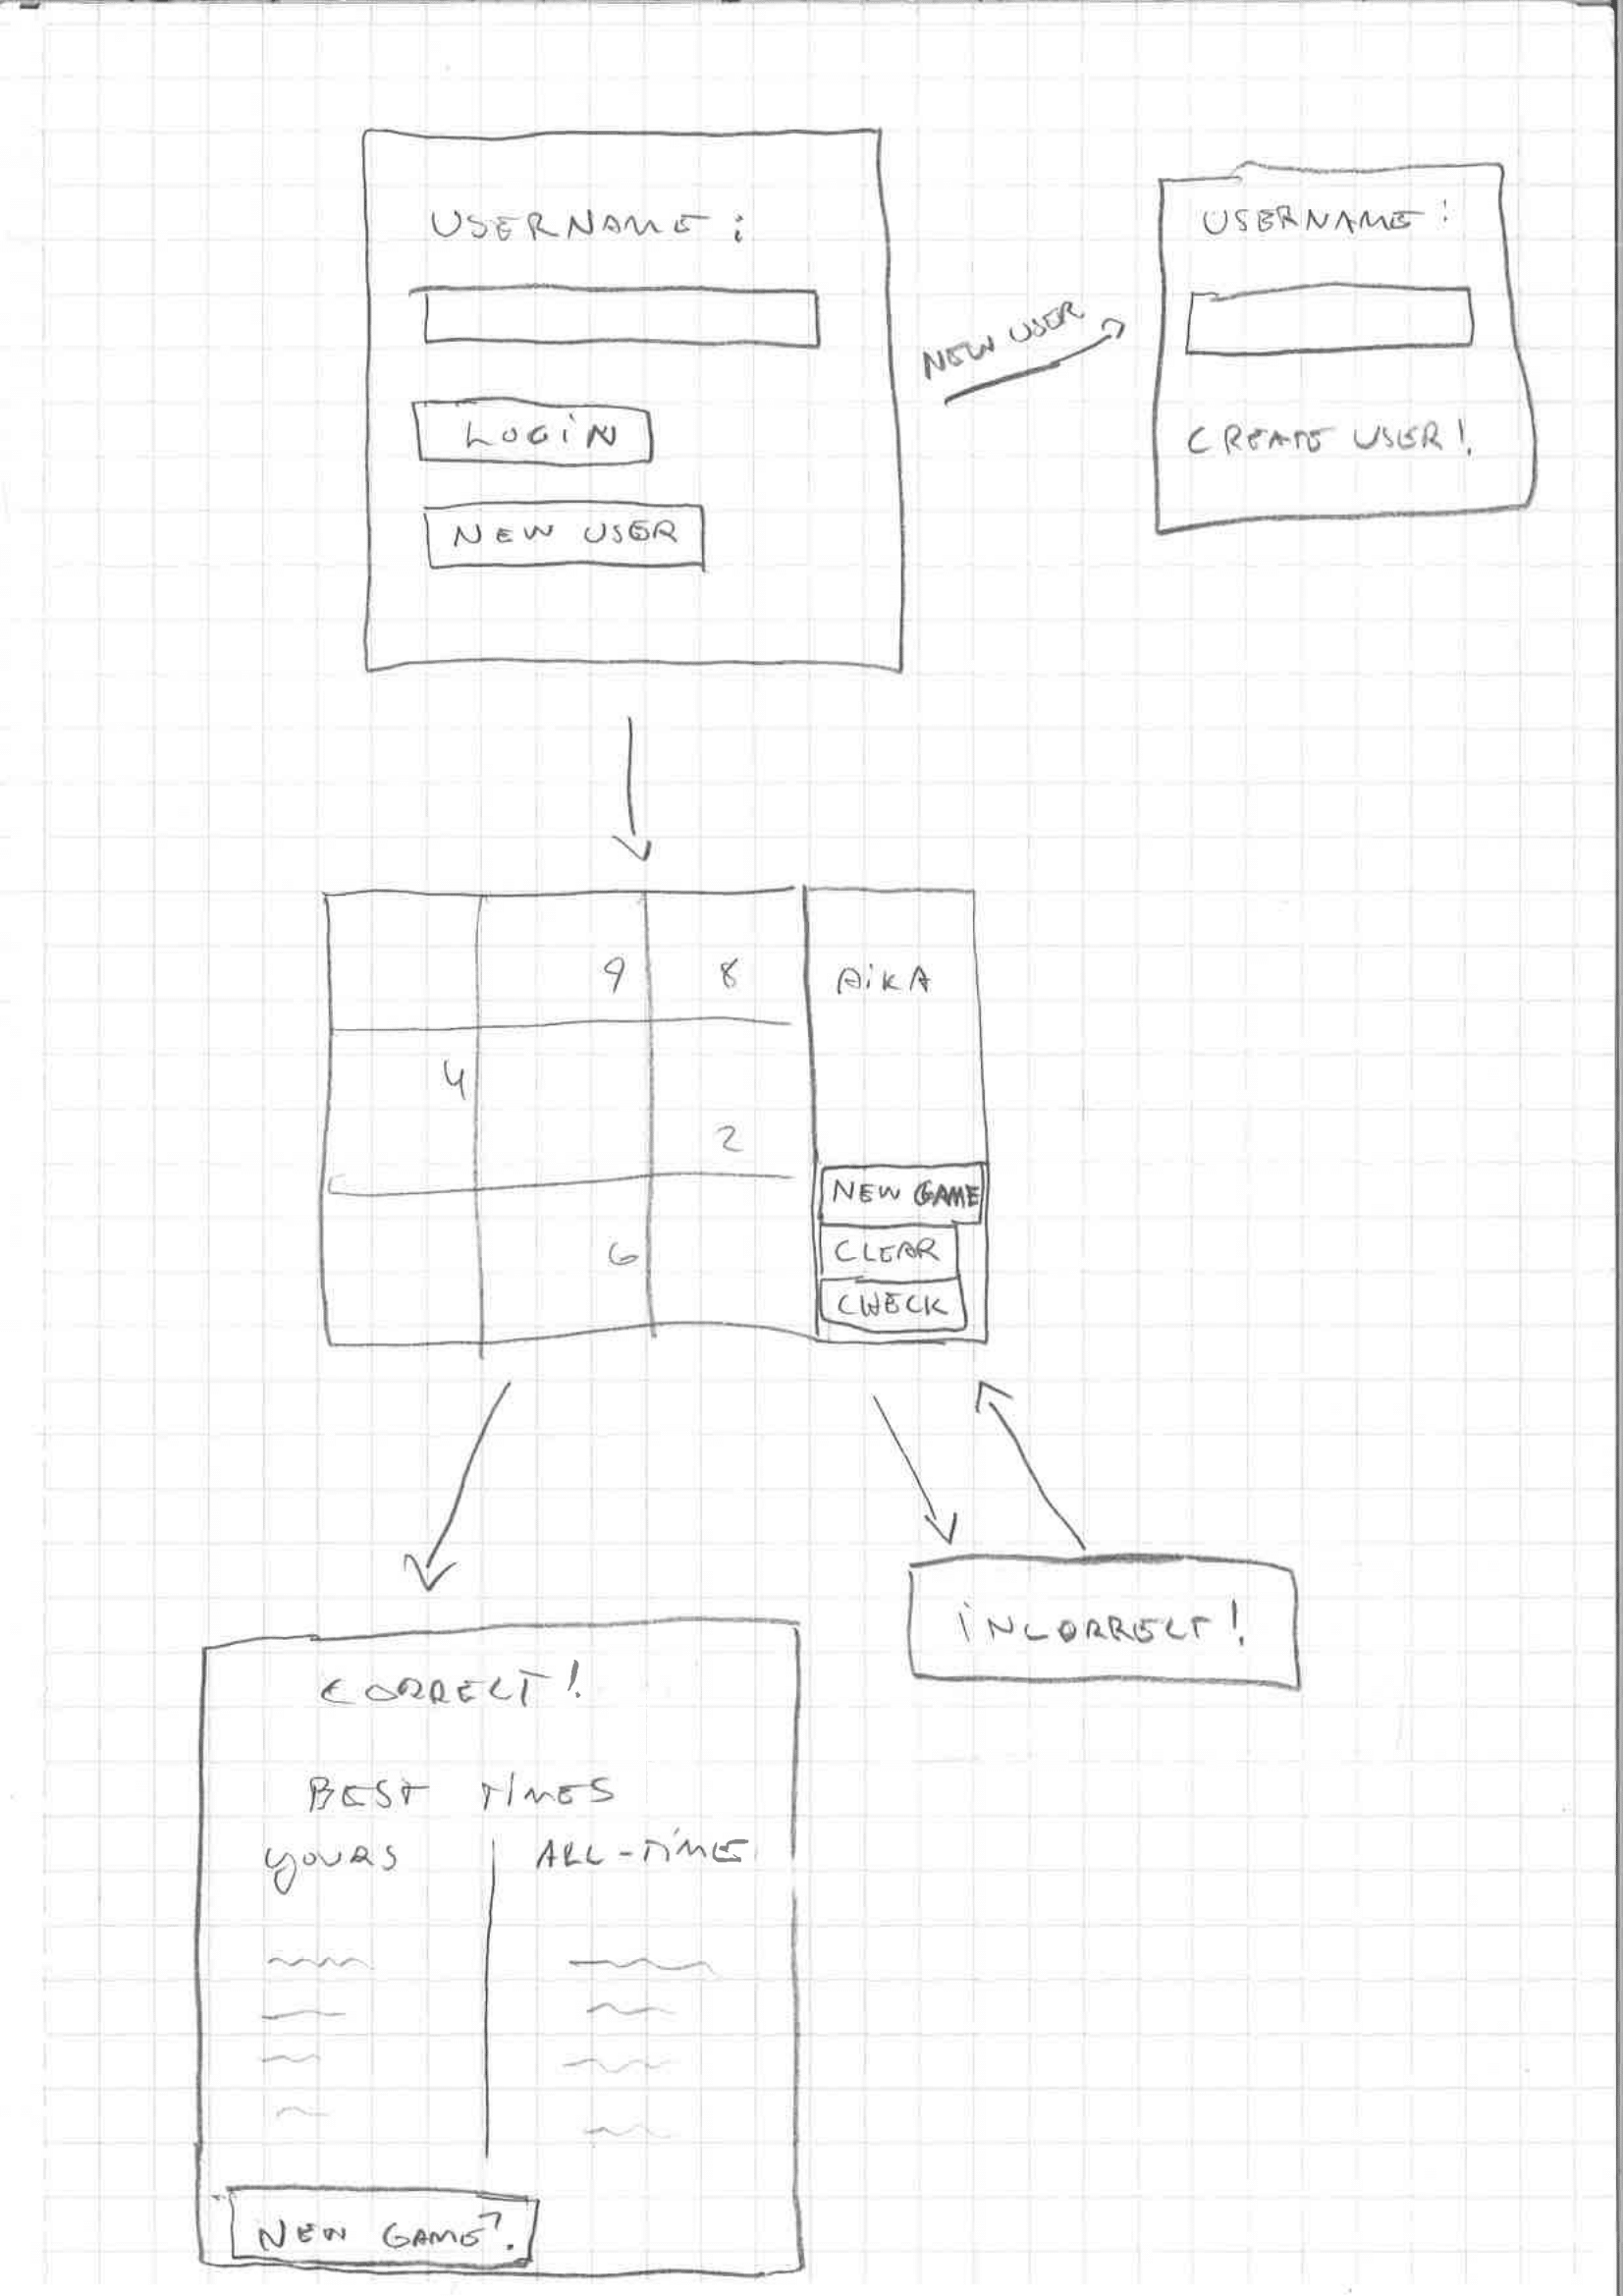 USERNAME:
USERNAME:
NEW USER
LOGIN
CREATE USER!
NEW USER
9 8 AIKA
4
2
NEW GAME
6 CLEAR
CHECK
INCORRECT!
CORRECT!
BEST TIMES
YOURS ALL-TIME
NEW GAME?